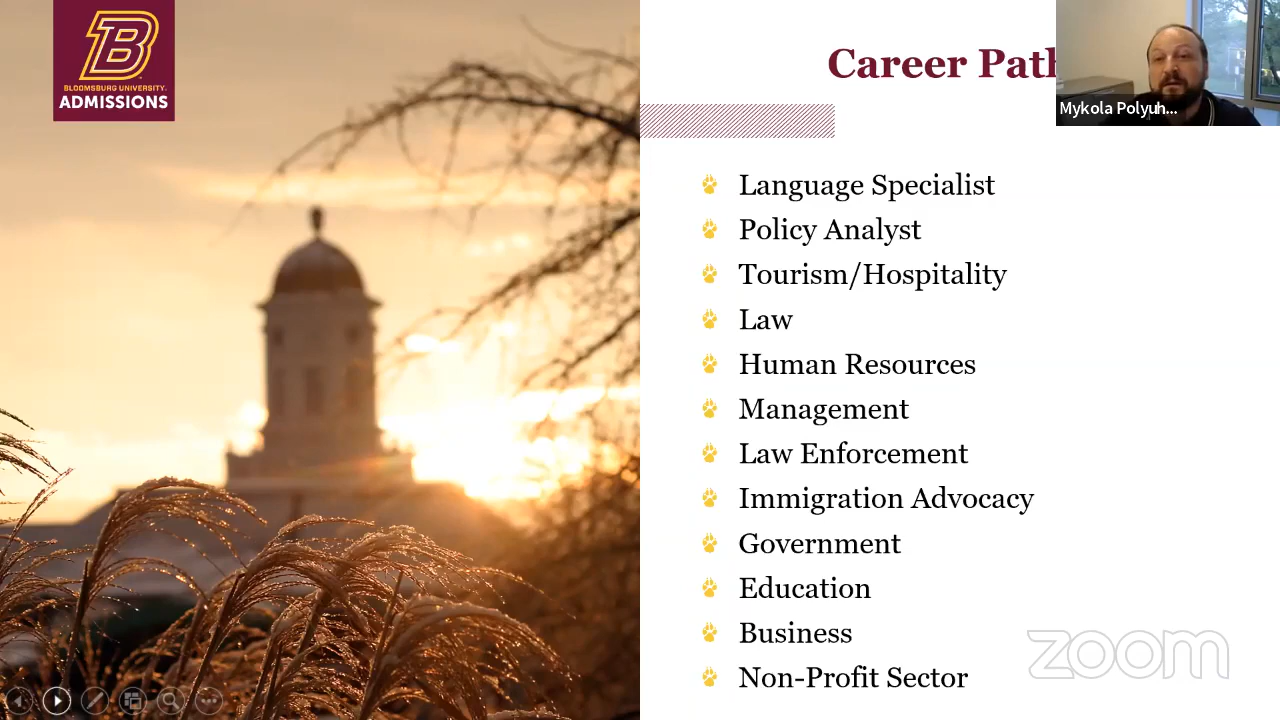 B
BLOOMSBURG UNIVERSITY.
ADMISSIONS
Career Path
Mykola Polyuh...
Language Specialist
Policy Analyst
Tourism/Hospitality
Law
Human Resources
Management
Law Enforcement
Immigration Advocacy
Government
Education
Business
Non-Profit Sector
zoom